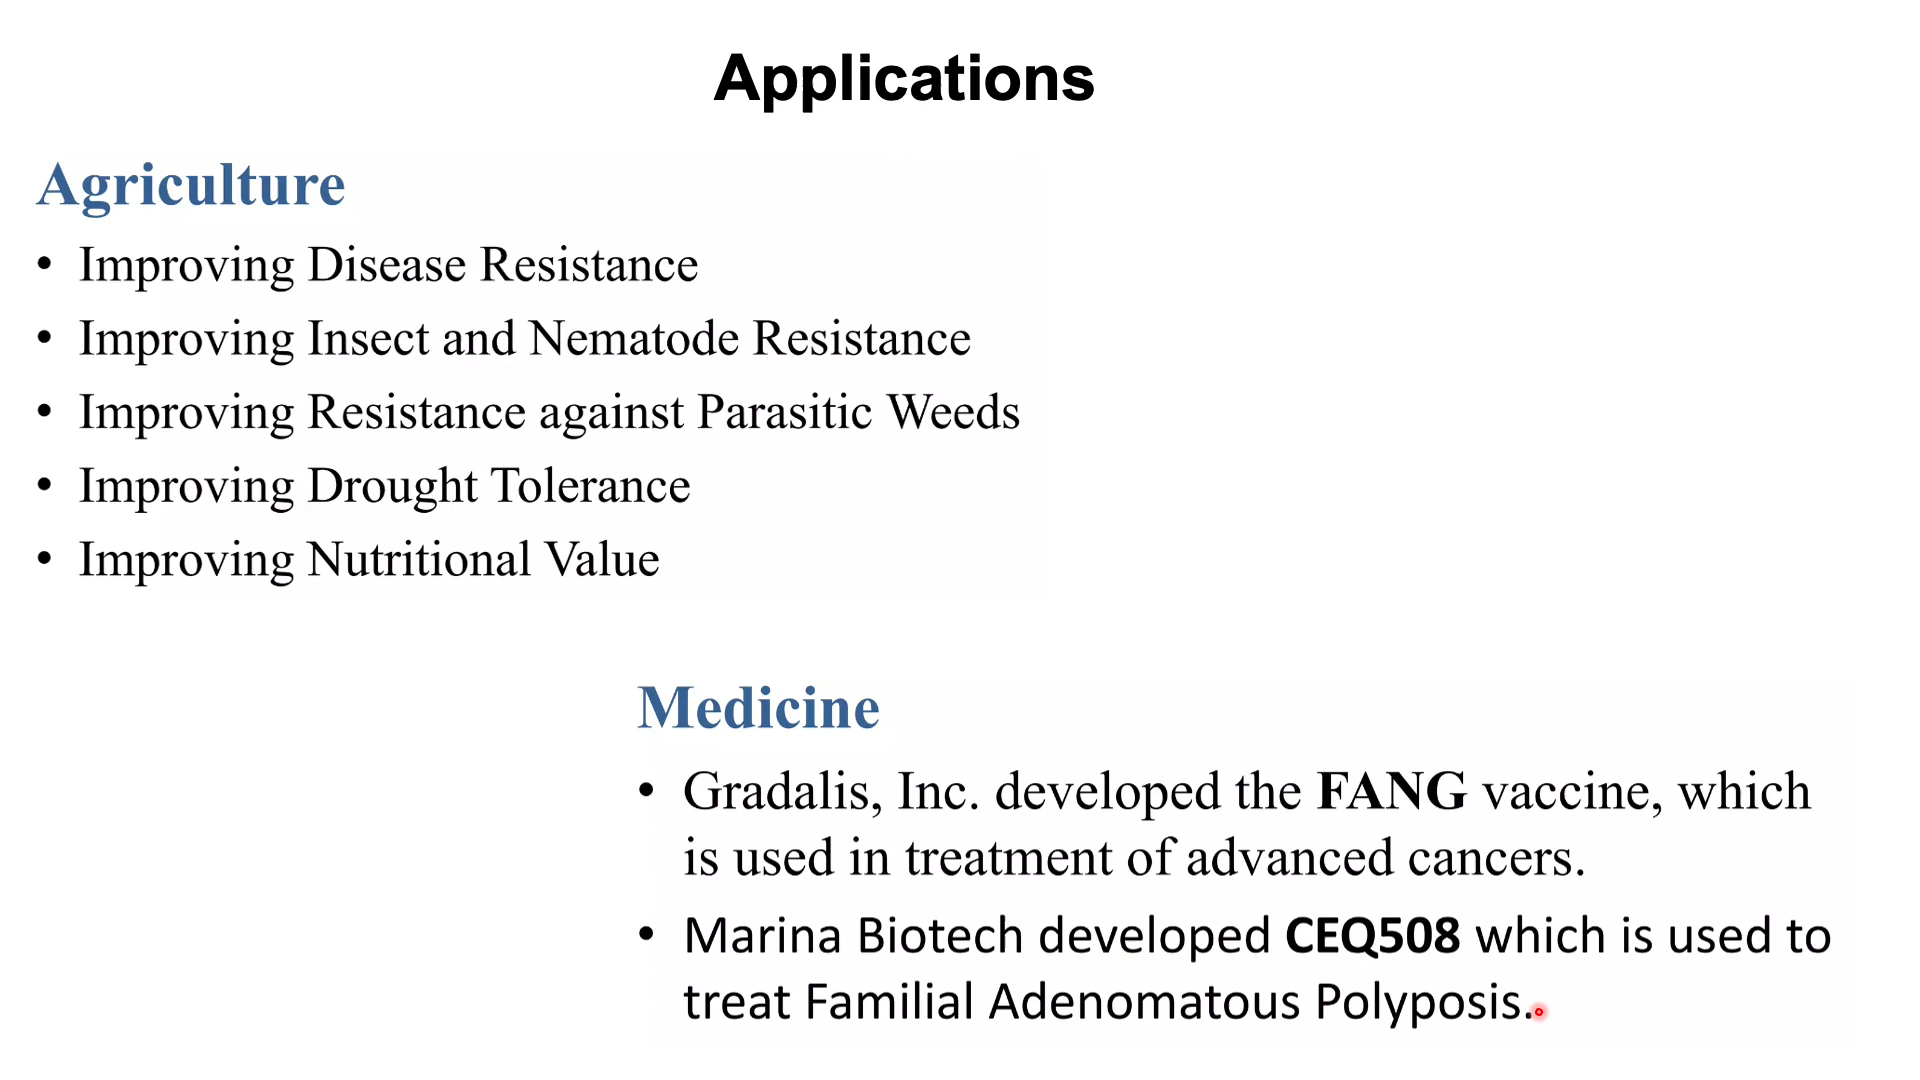 Applications
Agriculture
• Improving Disease Resistance
• Improving Insect and Nematode Resistance
• Improving Resistance against Parasitic Weeds
• Improving Drought Tolerance
• Improving Nutritional Value
Medicine
• Gradalis, Inc. developed the FANG vaccine, which
is used in treatment of advanced cancers.
• Marina Biotech developed CEQ508 which is used to
treat Familial Adenomatous Polyposis.